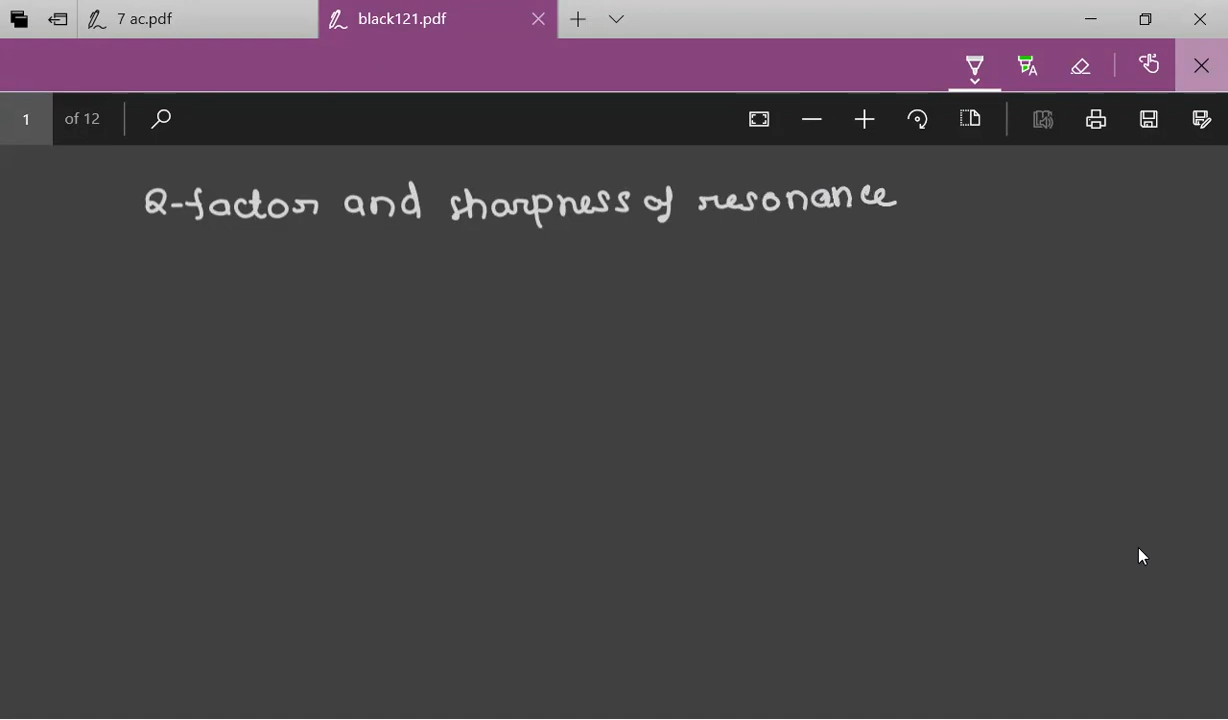 7 ac.pdf
black121.pdf
1 of 12
Q-factor and sharpness of resonance